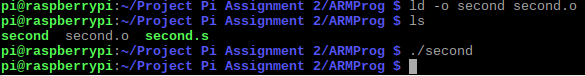 pi@raspberrypi:~/Project Pi Assignment 2/ARMProg $ ld -o second second.o
pi@raspberrypi:~/Project Pi Assignment 2/ARMProg $ ls
second  second.o  second.s
pi@raspberrypi:~/Project Pi Assignment 2/ARMProg $ ./second
pi@raspberrypi:~/Project Pi Assignment 2/ARMProg $